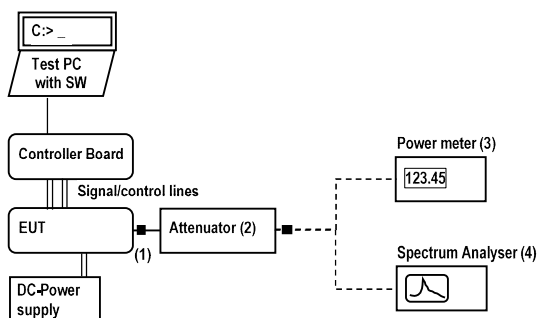 C:> _
Test PC
with SW
Controller Board
Signal/control lines
Power meter (3)
123.45
EUT
(1)
Attenuator (2)
Spectrum Analyser (4)
DC-Power
supply